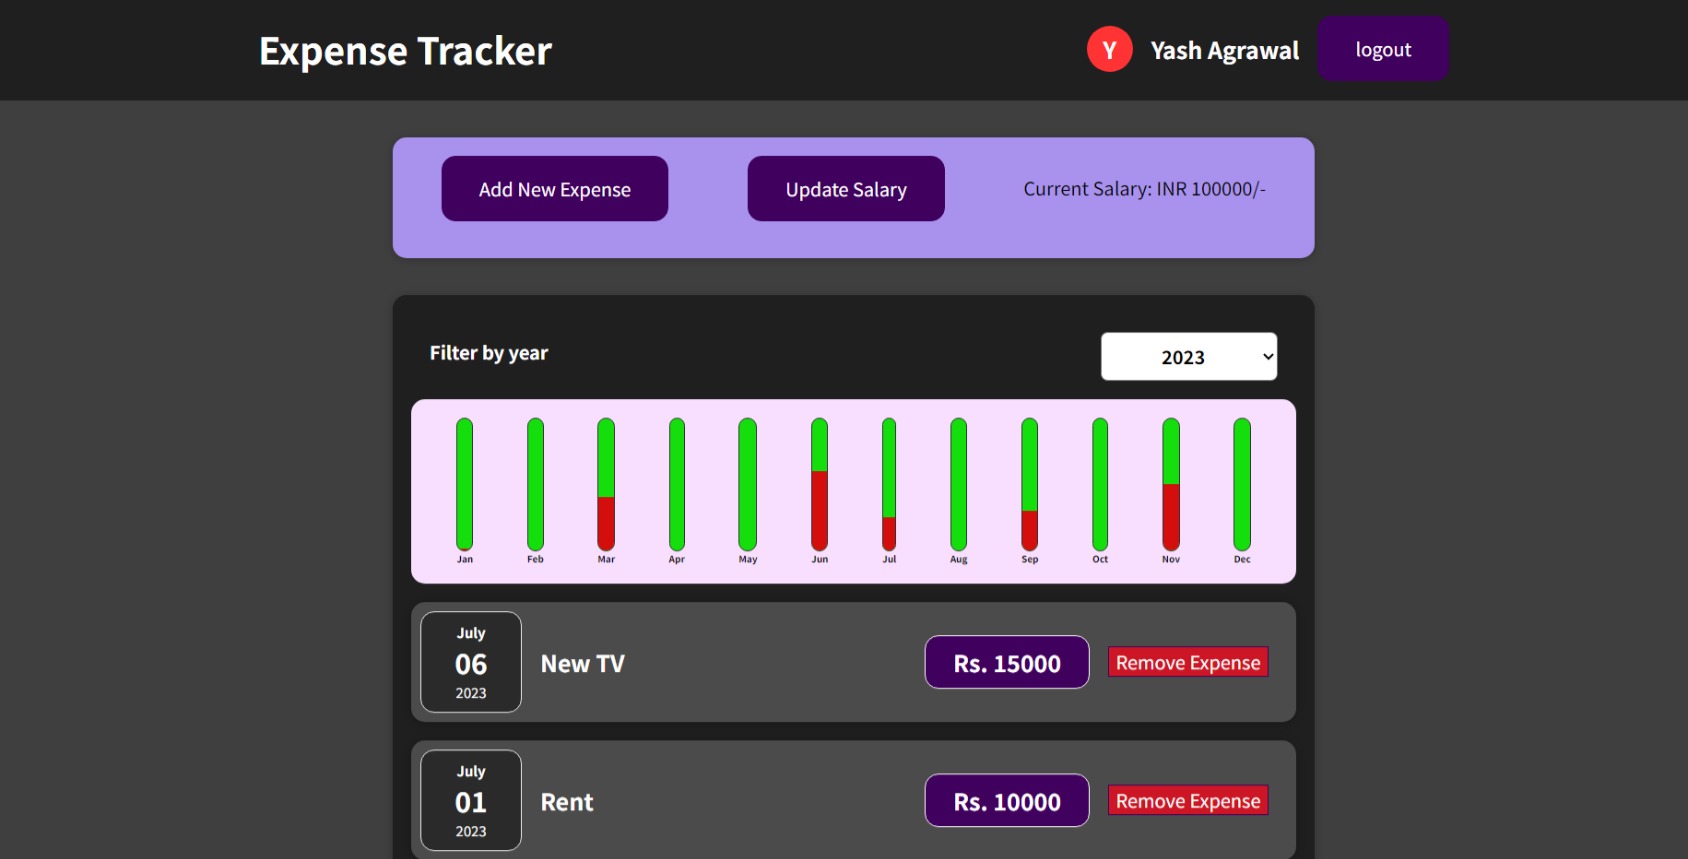 Expense Tracker
Y Yash Agrawal logout
Add New Expense Update Salary Current Salary: INR 100000/-
Filter by year 2023
Jan Feb Mar Apr May Jun Jul Aug Sep Oct Nov Dec
July
06
2023
New TV Rs. 15000 Remove Expense
July
01
2023
Rent Rs. 10000 Remove Expense